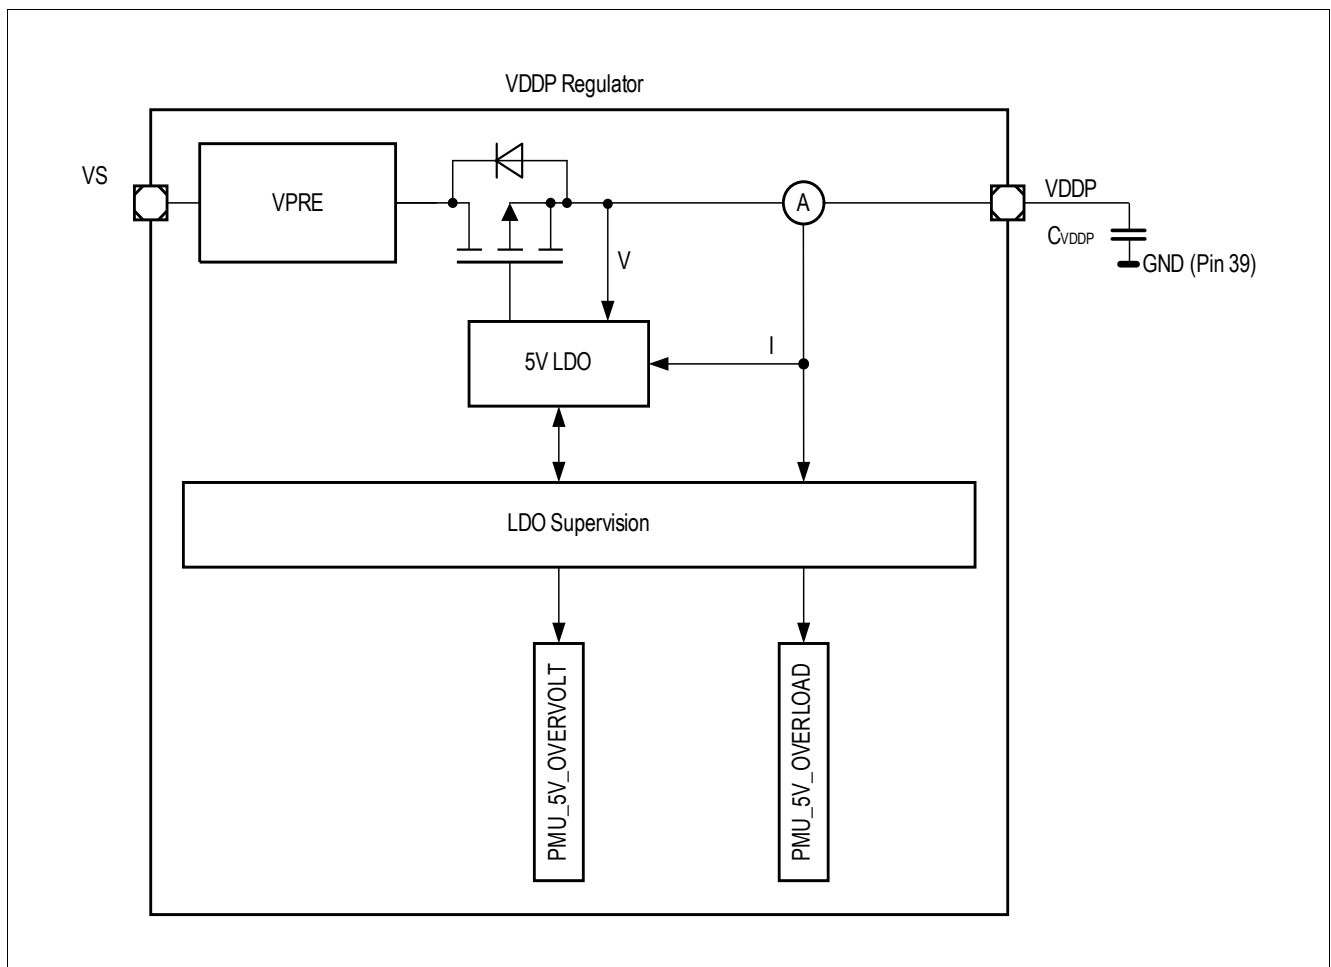 VDDP Regulator
VS
VPRE
VDDP
A
CVDDP
V
GND (Pin 39)
I
5V LDO
LDO Supervision
PMU_5V_OVERVOLT
PMU_5V_OVERLOAD